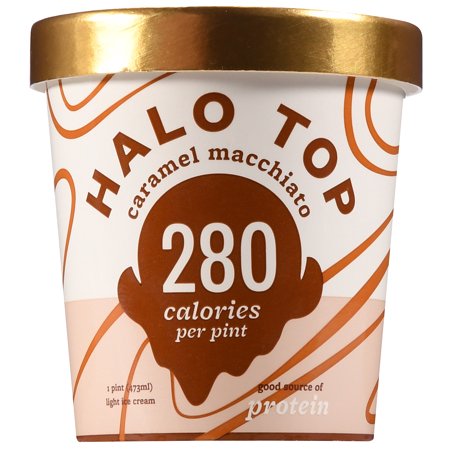 HALO TOP
caramel macchiato
280
calories
per pint
1 pint (473ml)
light ice cream
good source of
protein